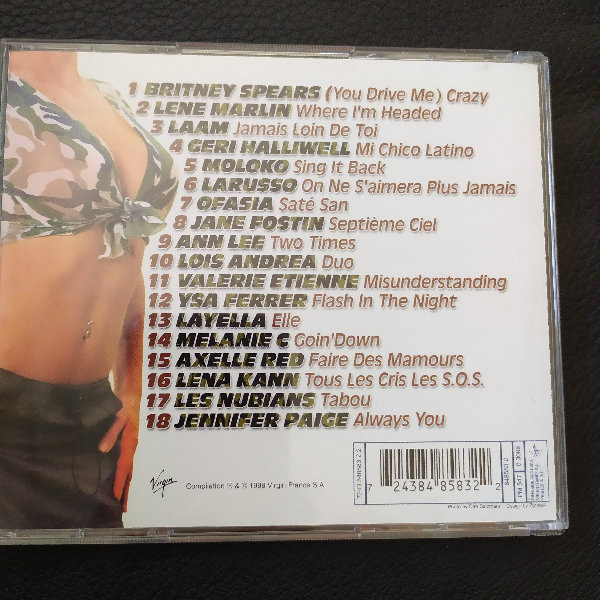 1 BRITNEY SPEARS (You Drive Me) Crazy
2 LENE MARLIN Where I'm Headed
3 LAAM Jamais Loin De Toi
4 GERI HALLIWELL Mi Chico Latino
5 MOLOKO Sing It Back
6 LARUSSO On Ne S'aimera Plus Jamais
7 OFASIA Saté San
8 JANE FOSTIN Septième Ciel
9 ANN LEE Two Times
10 LOIS ANDREA Duo
11 VALERIE ETIENNE Misunderstanding
12 YSA FERRER Flash In The Night
13 LAYELLA Elle
14 MELANIE C Goin'Down
15 AXELLE RED Faire Des Mamours
16 LENA KANN Tous Les Cris Les S.O.S.
17 LES NUBIANS Tabou
18 JENNIFER PAIGE Always You
Virgin
Compilation ℗ & © 1999 Virgin France S.A
7 24384 85832 2